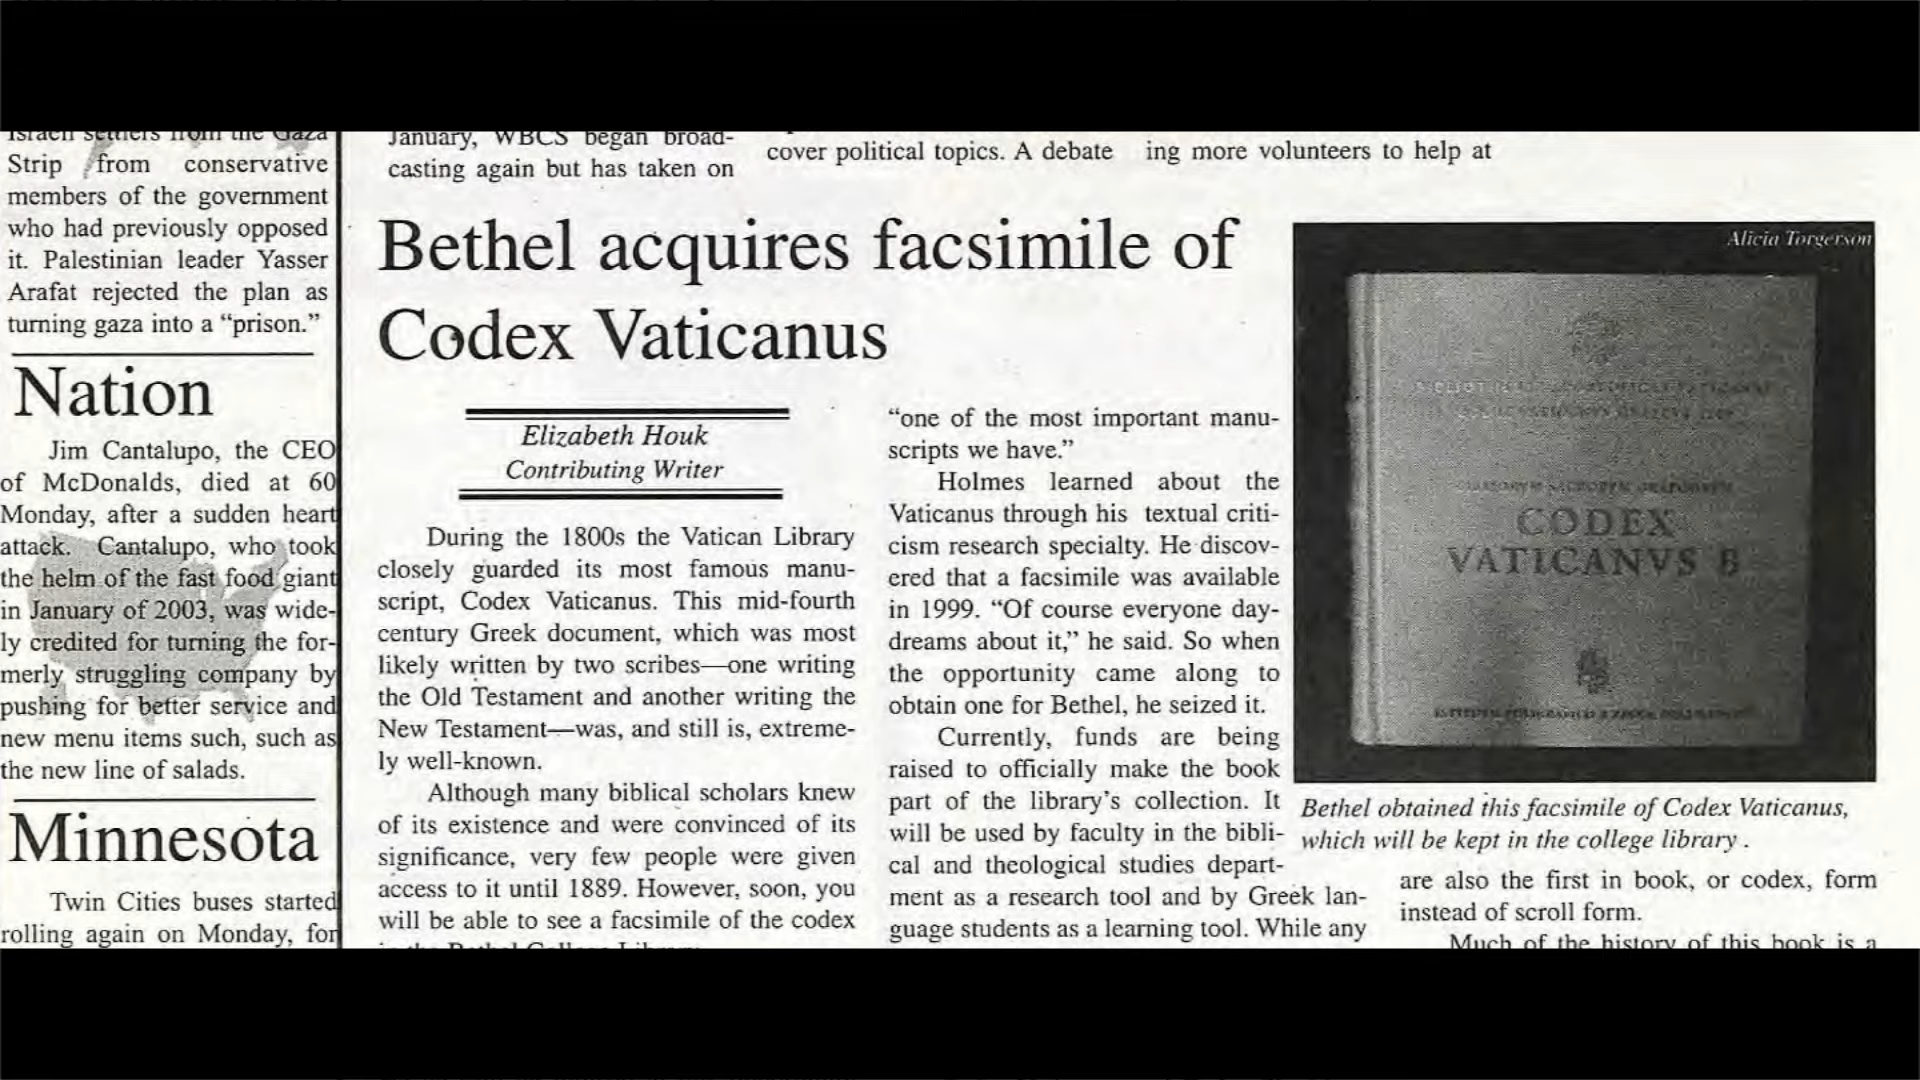 Strip from conservative
members of the government
who had previously opposed
it. Palestinian leader Yasser
Arafat rejected the plan as
turning gaza into a “prison.”
Nation
Jim Cantalupo, the CEO
of McDonalds, died at 60
Monday, after a sudden heart
attack. Cantalupo, who took
the helm of the fast food giant
in January of 2003, was wide-
ly credited for turning the for-
merly struggling company by
pushing for better service and
new menu items such, such as
the new line of salads.
Minnesota
Twin Cities buses started
rolling again on Monday, for
January, WBCS began broad-
casting again but has taken on
cover political topics. A debate
ing more volunteers to help at
Bethel acquires facsimile of
Codex Vaticanus
Elizabeth Houk
Contributing Writer
During the 1800s the Vatican Library
closely guarded its most famous manu-
script, Codex Vaticanus. This mid-fourth
century Greek document, which was most
likely written by two scribes—one writing
the Old Testament and another writing the
New Testament—was, and still is, extreme-
ly well-known.
Although many biblical scholars knew
of its existence and were convinced of its
significance, very few people were given
access to it until 1889. However, soon, you
will be able to see a facsimile of the codex
“one of the most important manu-
scripts we have.”
Holmes learned about the
Vaticanus through his textual criti-
cism research specialty. He discov-
ered that a facsimile was available
in 1999. “Of course everyone day-
dreams about it,” he said. So when
the opportunity came along to
obtain one for Bethel, he seized it.
Currently, funds are being
raised to officially make the book
part of the library’s collection. It
will be used by faculty in the bibli-
cal and theological studies depart-
ment as a research tool and by Greek lan-
guage students as a learning tool. While any
Alicia Torgerson
CODEX
VATICANVS B
Bethel obtained this facsimile of Codex Vaticanus,
which will be kept in the college library .
are also the first in book, or codex, form
instead of scroll form.
Much of the history of this book is a